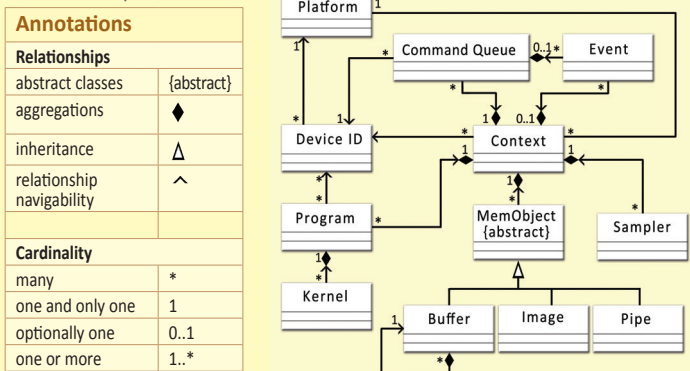 Annotations
Relationships
abstract classes {abstract}
aggregations
inheritance
relationship
navigability
Cardinality
many *
one and only one 1
optionally one 0..1
one or more 1..*
Platform 1
1
Command Queue
* 0..1 *
Event
* *
* 1 1 0..1
Device ID
* Context *
1 1
* 1
* *
Program
*
MemObject
{abstract}
*
Sampler
1
*
Kernel
1
Buffer
Image
Pipe
*